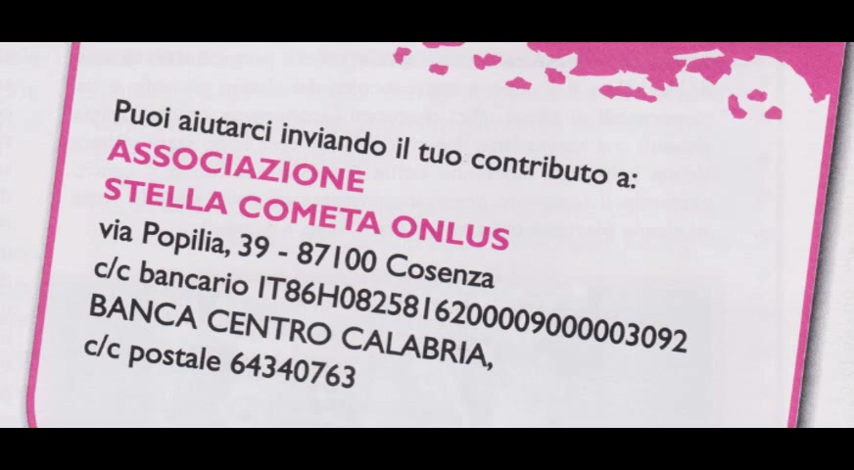 Puoi aiutarci inviando il tuo contributo a:
ASSOCIAZIONE
STELLA COMETA ONLUS
via Popilia, 39 - 87100 Cosenza
c/c bancario IT86H0825816200009000003092
BANCA CENTRO CALABRIA,
c/c postale 64340763